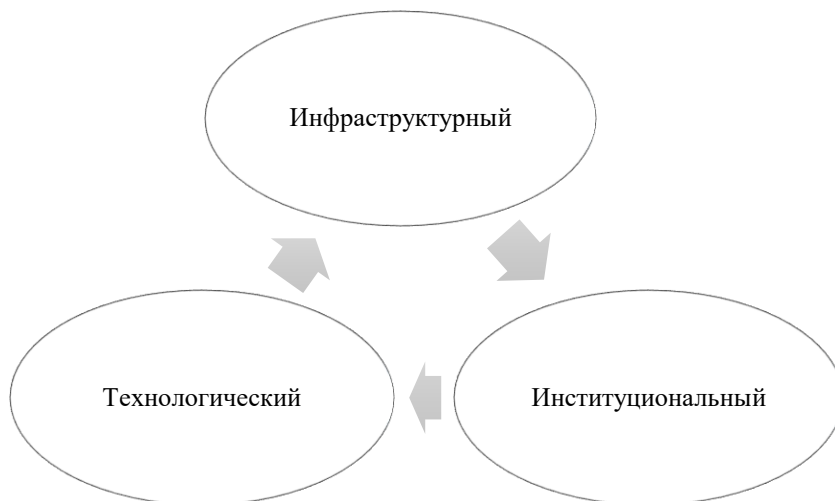 Инфраструктурный
Технологический
Институциональный